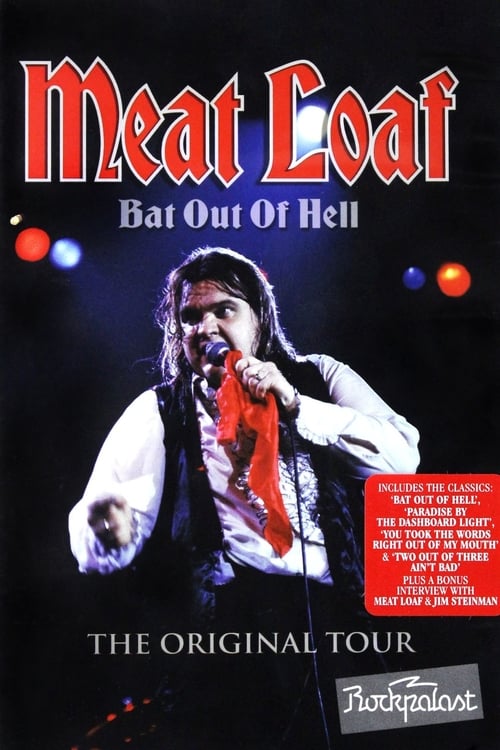 Meat Loaf
Bat Out Of Hell
INCLUDES THE CLASSICS:
'BAT OUT OF HELL',
'PARADISE BY
THE DASHBOARD LIGHT',
'YOU TOOK THE WORDS
RIGHT OUT OF MY MOUTH'
& 'TWO OUT OF THREE
AIN'T BAD'
PLUS A BONUS
INTERVIEW WITH
MEAT LOAF & JIM STEINMAN
THE ORIGINAL TOUR
Rockpalast